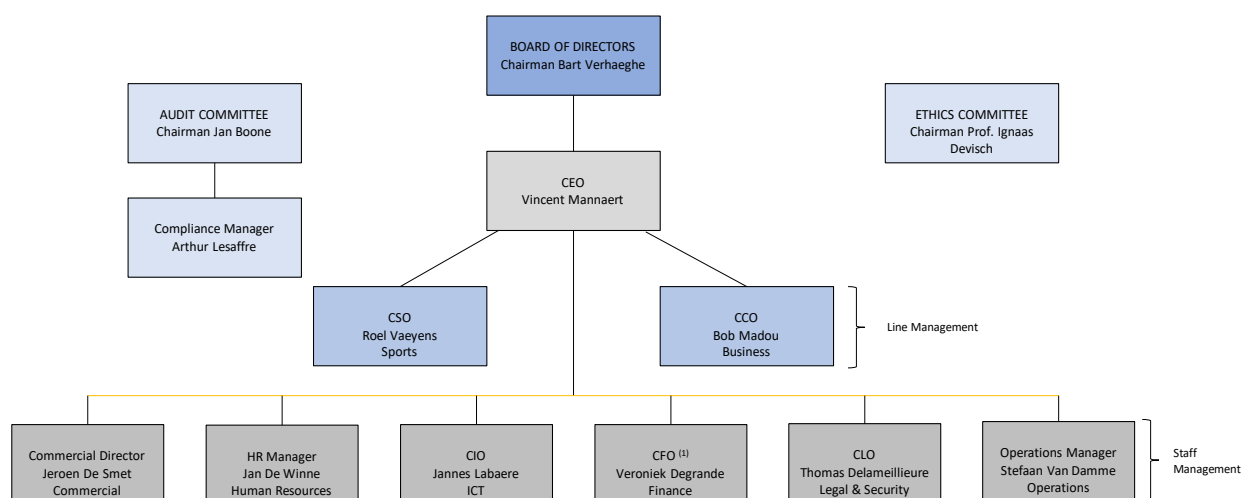 BOARD OF DIRECTORS
Chairman Bart Verhaeghe
AUDIT COMMITTEE
Chairman Jan Boone
ETHICS COMMITTEE
Chairman Prof. Ignaas
Devisch
CEO
Vincent Mannaert
Compliance Manager
Arthur Lesaffre
CSO
Roel Vaeyens
Sports
CCO
Bob Madou
Business
Line Management
Commercial Director
Jeroen De Smet
Commercial
HR Manager
Jan De Winne
Human Resources
CIO
Jannes Labaere
ICT
CFO (1)
Veroniek Degrande
Finance
CLO
Thomas Delameillieure
Legal & Security
Operations Manager
Stefaan Van Damme
Operations
Staff
Management